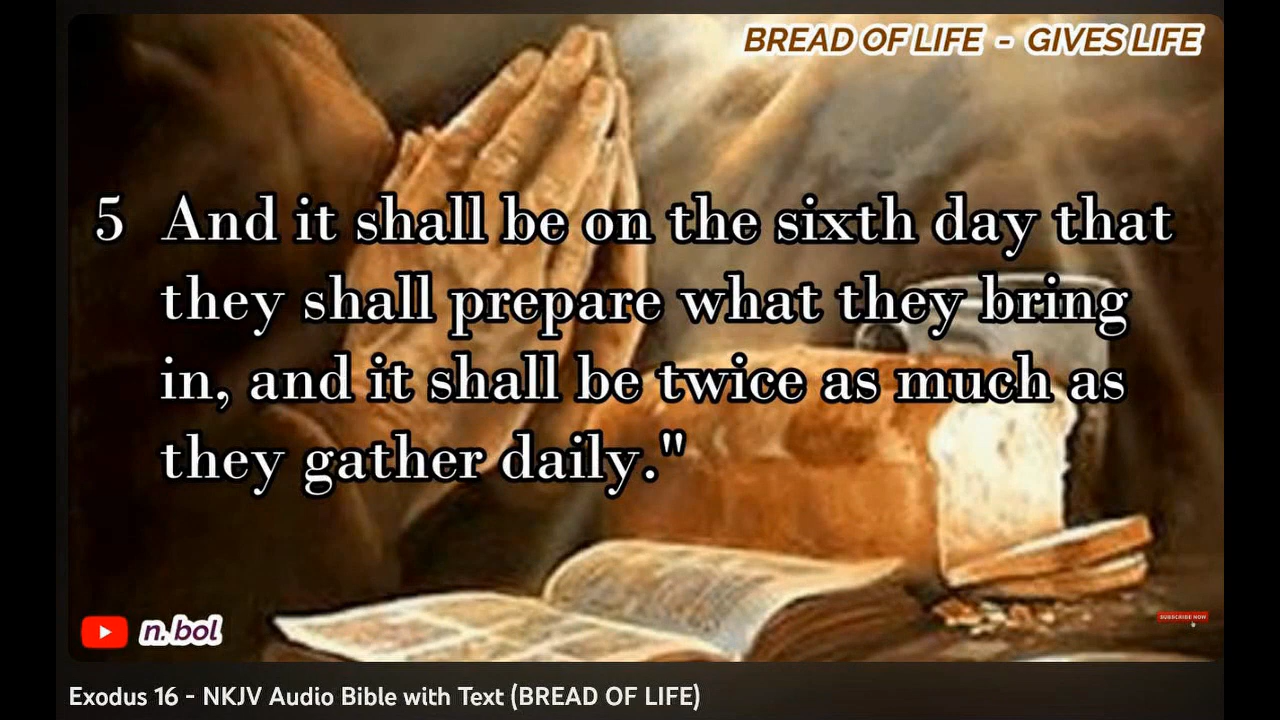 BREAD OF LIFE - GIVES LIFE
5 And it shall be on the sixth day that
they shall prepare what they bring
in, and it shall be twice as much as
they gather daily."
n.bol
SUBSCRIBE NOW
Exodus 16 - NKJV Audio Bible with Text (BREAD OF LIFE)